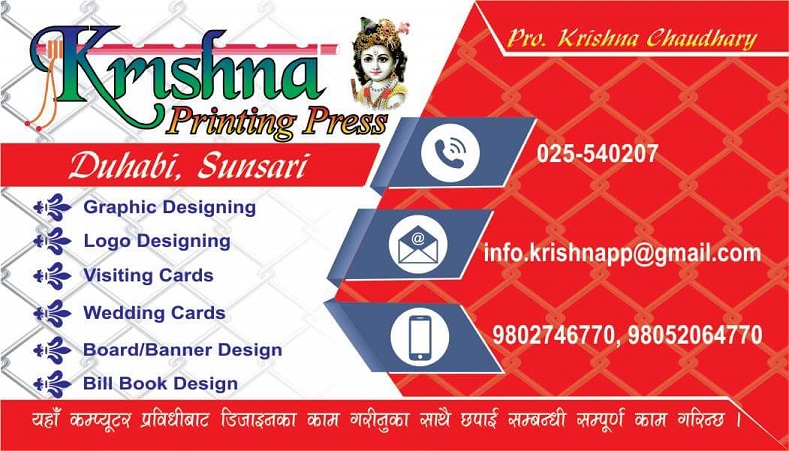 Krishna
Printing Press
Pro. Krishna Chaudhary
Duhabi, Sunsari
Graphic Designing
Logo Designing
Visiting Cards
Wedding Cards
Board/Banner Design
Bill Book Design
025-540207
info.krishnapp@gmail.com
9802746770, 98052064770
यहाँ कम्प्यूटर प्रविधीबाट डिजाइनका काम गरीनुका साथै छपाई सम्बन्धी सम्पूर्ण काम गरिन्छ ।